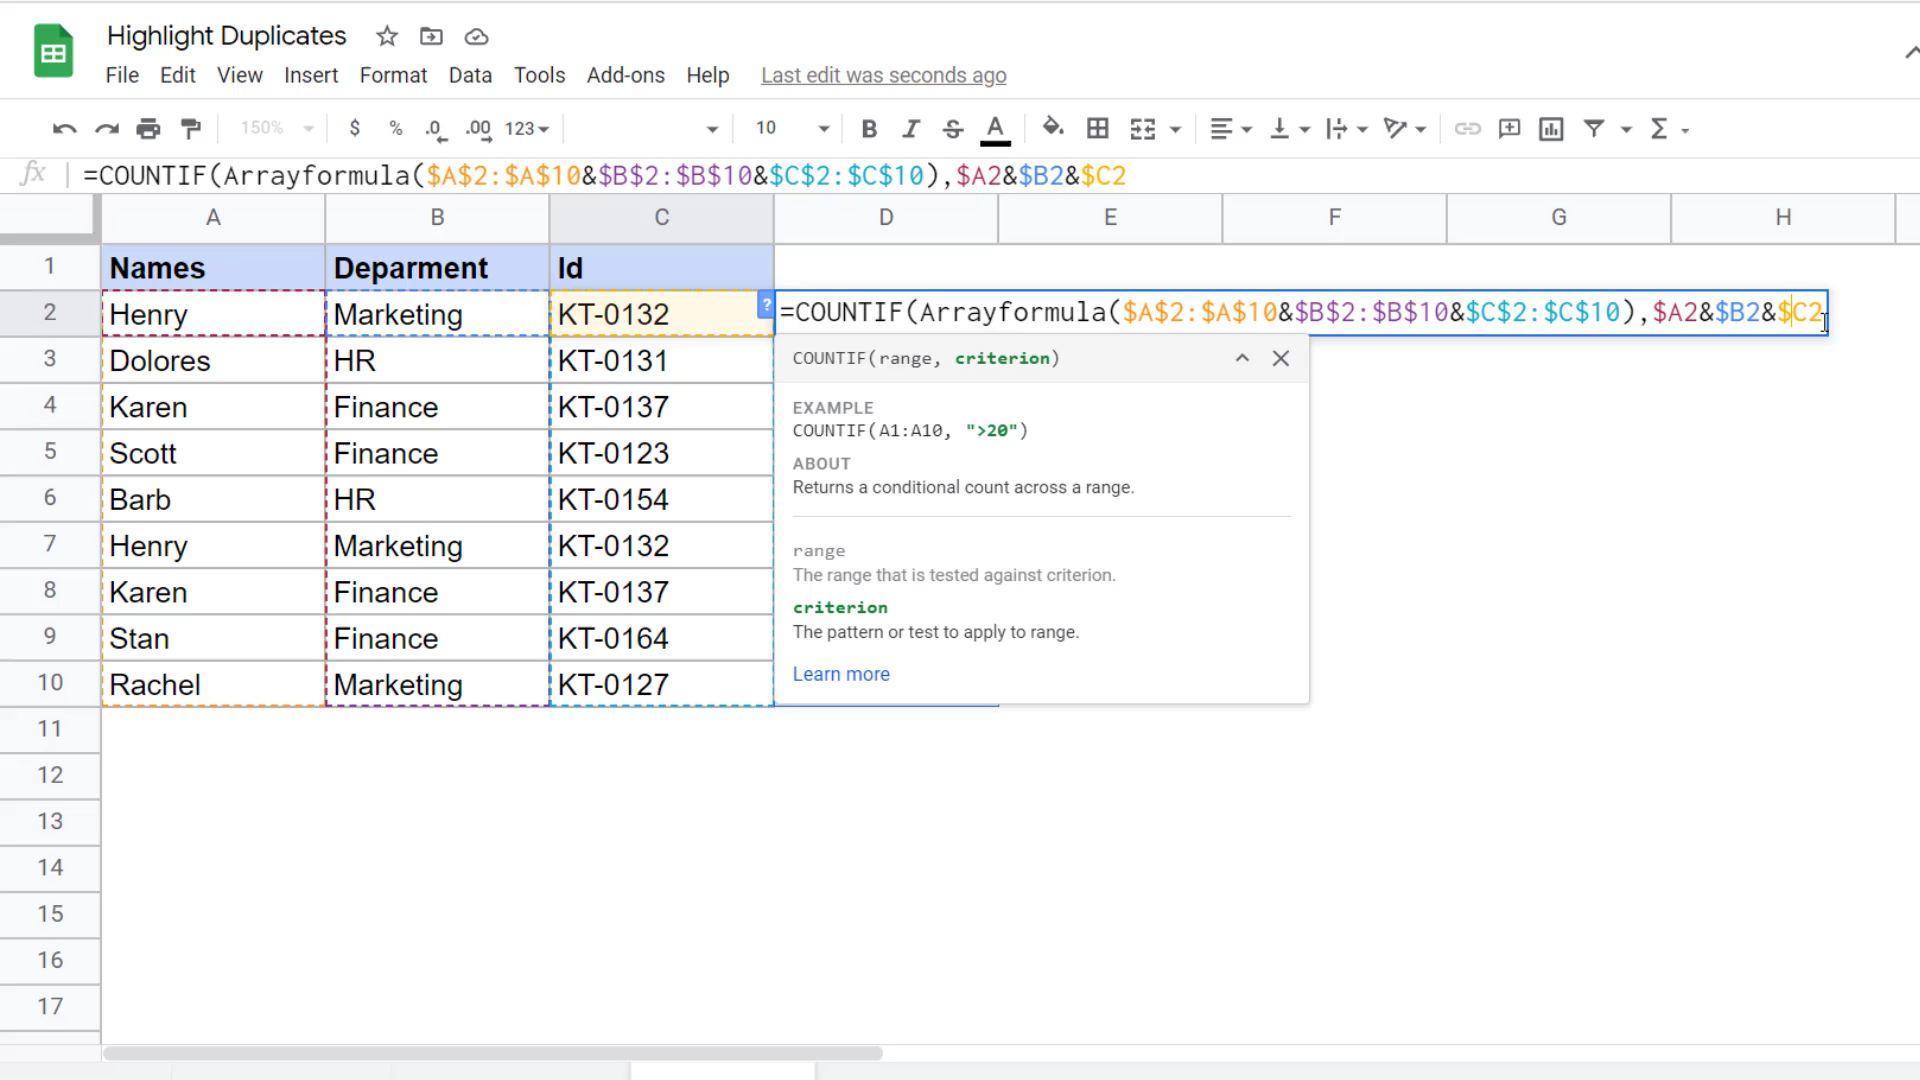 Highlight Duplicates
File Edit View Insert Format Data Tools Add-ons Help Last edit was seconds ago
150% $ % .0 .00 123 10 B I S A Σ
fx =COUNTIF(Arrayformula($A$2:$A$10&$B$2:$B$10&$C$2:$C$10),$A2&$B2&$C2
A B C D E F G H
1 Names Deparment Id
2 Henry Marketing KT-0132 ? =COUNTIF(Arrayformula($A$2:$A$10&$B$2:$B$10&$C$2:$C$10),$A2&$B2&$C2
3 Dolores HR KT-0131
4 Karen Finance KT-0137
5 Scott Finance KT-0123
6 Barb HR KT-0154
7 Henry Marketing KT-0132
8 Karen Finance KT-0137
9 Stan Finance KT-0164
10 Rachel Marketing KT-0127
11
12
13
14
15
16
17
COUNTIF(range, criterion)
EXAMPLE
COUNTIF(A1:A10, ">20")
ABOUT
Returns a conditional count across a range.
range
The range that is tested against criterion.
criterion
The pattern or test to apply to range.
Learn more